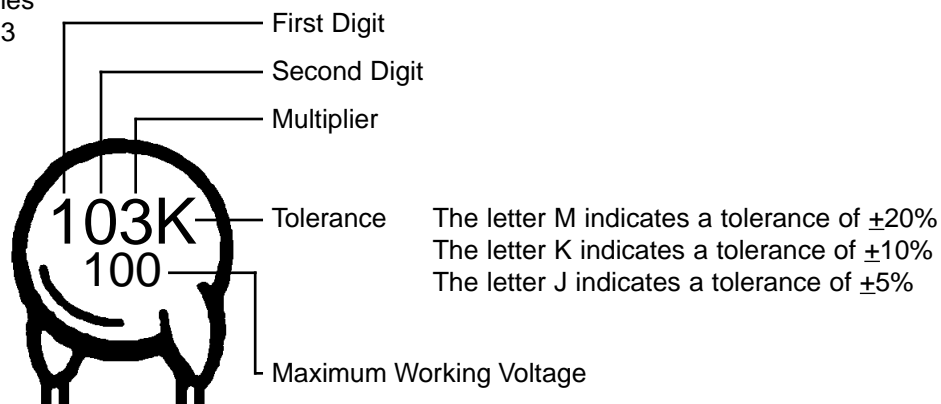 3
First Digit
Second Digit
Multiplier
103K
Tolerance
The letter M indicates a tolerance of ±20%
The letter K indicates a tolerance of ±10%
The letter J indicates a tolerance of ±5%
100
Maximum Working Voltage